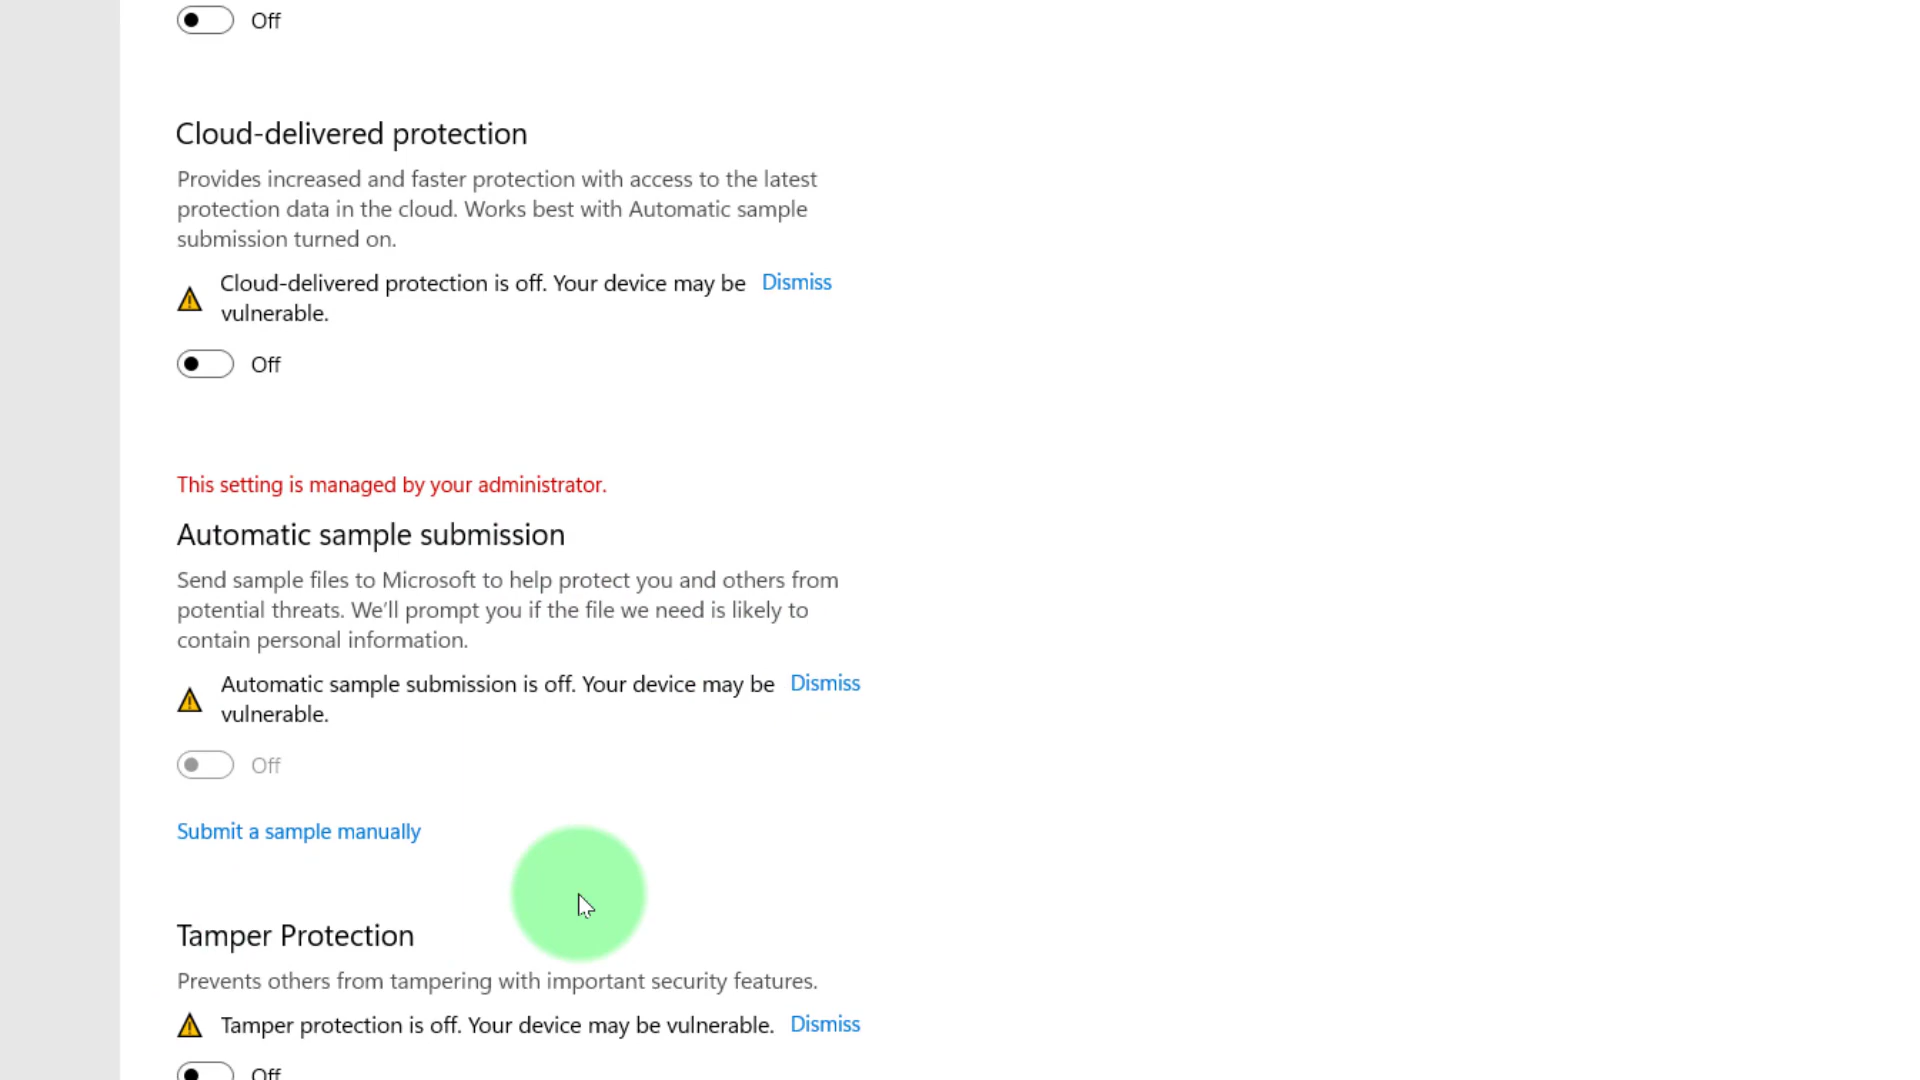 Off
Cloud-delivered protection
Provides increased and faster protection with access to the latest
protection data in the cloud. Works best with Automatic sample
submission turned on.
Cloud-delivered protection is off. Your device may be Dismiss
vulnerable.
Off
This setting is managed by your administrator.
Automatic sample submission
Send sample files to Microsoft to help protect you and others from
potential threats. We’ll prompt you if the file we need is likely to
contain personal information.
Automatic sample submission is off. Your device may be Dismiss
vulnerable.
Off
Submit a sample manually
Tamper Protection
Prevents others from tampering with important security features.
Tamper protection is off. Your device may be vulnerable. Dismiss
Off